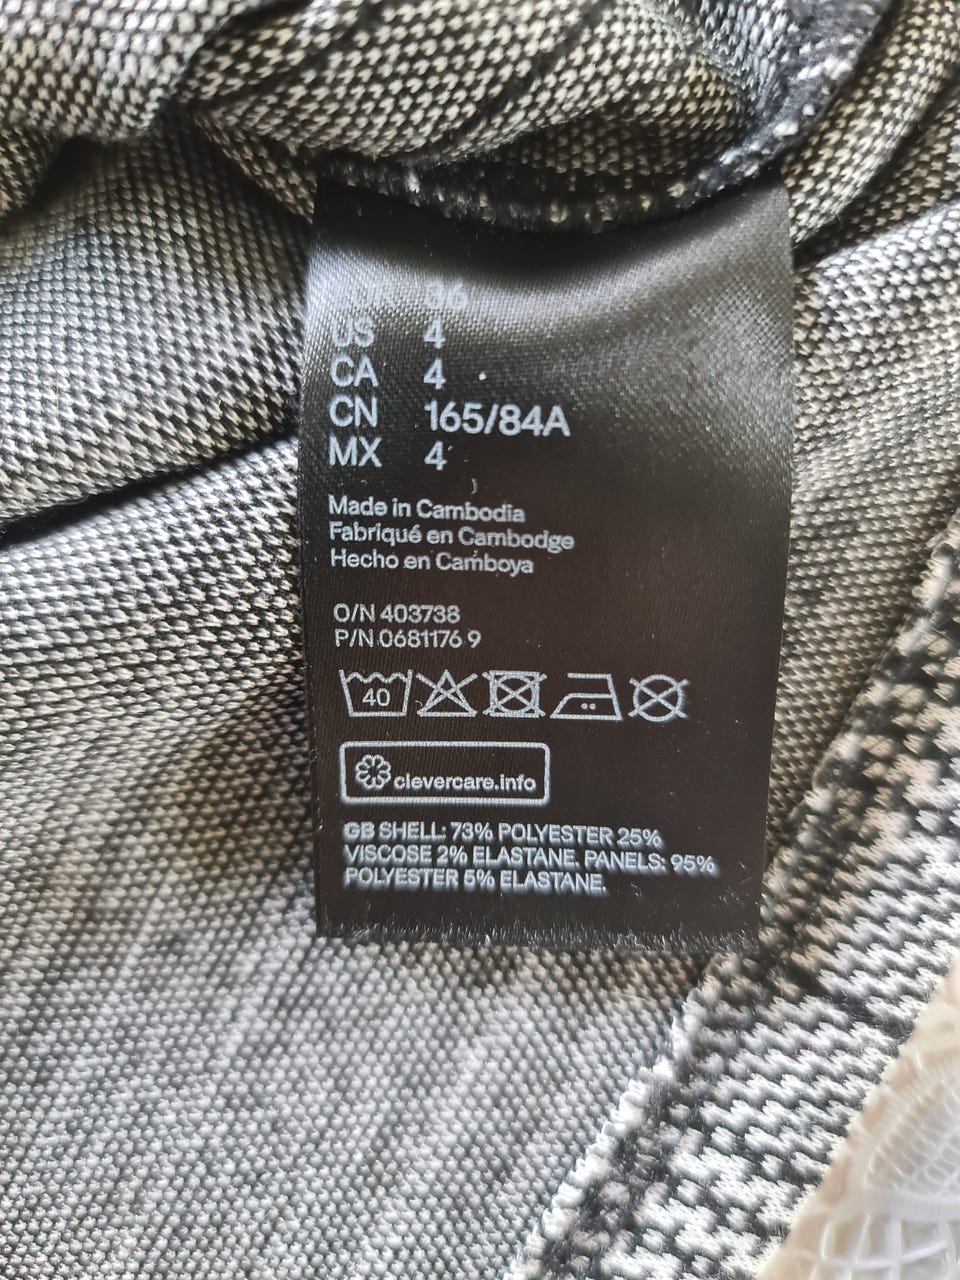 36
US 4
CA 4
CN 165/84A
MX 4
Made in Cambodia
Fabriqué en Cambodge
Hecho en Camboya
O/N 403738
P/N 0681176 9
40
clevercare.info
GB SHELL: 73% POLYESTER 25%
VISCOSE 2% ELASTANE. PANELS: 95%
POLYESTER 5% ELASTANE.